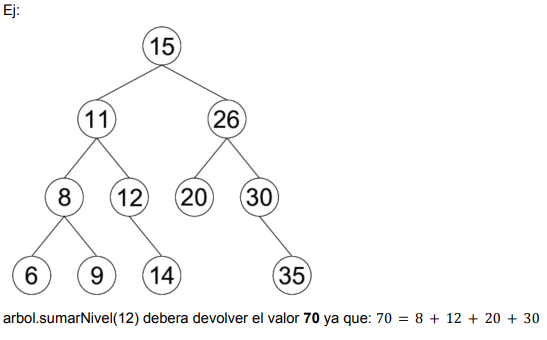 Ej:
15
11 26
8 12 20 30
6 9 14 35
arbol.sumarNivel(12) debera devolver el valor 70 ya que: 70 = 8 + 12 + 20 + 30